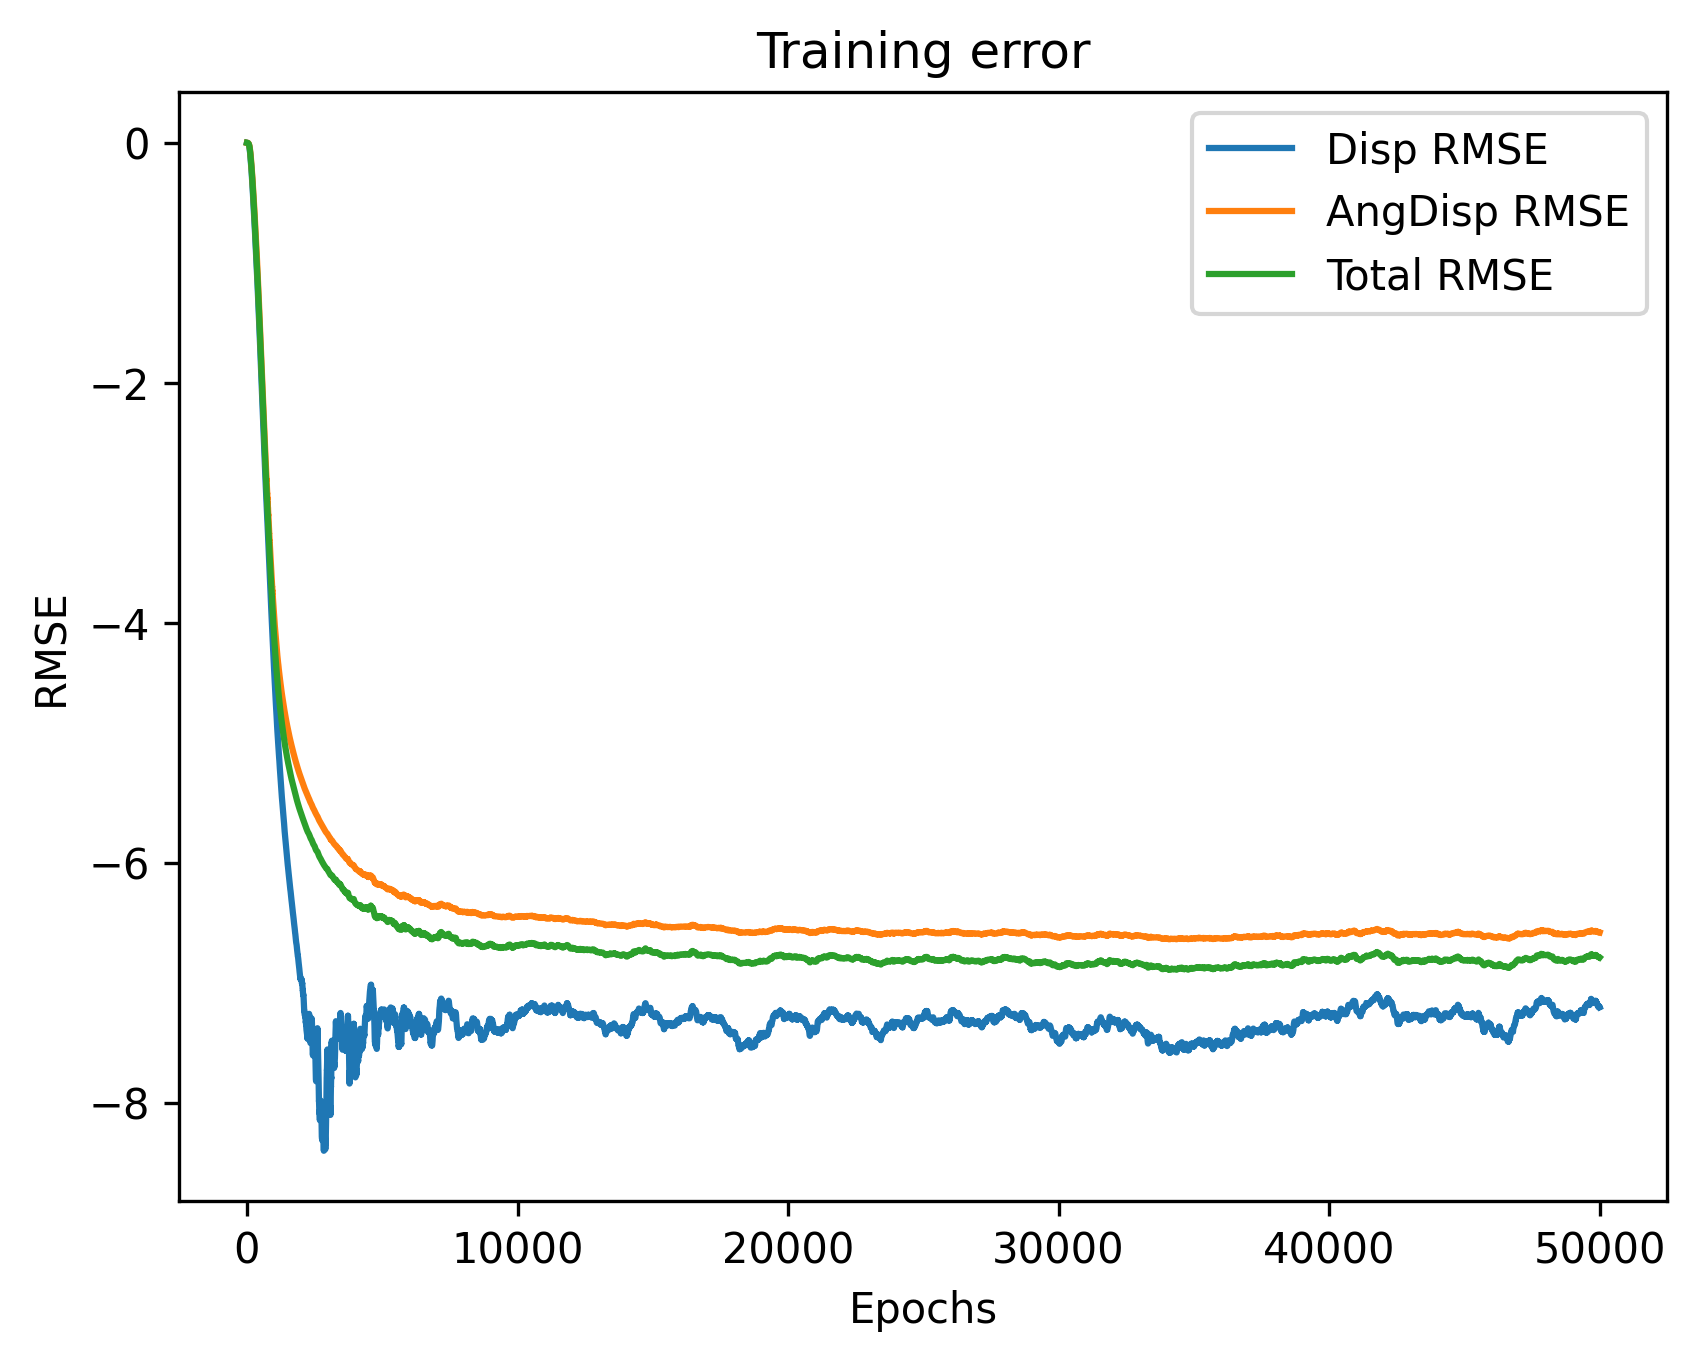 Training error
Disp RMSE
AngDisp RMSE
Total RMSE
0
−2
−4
−6
−8
RMSE
0 10000 20000 30000 40000 50000
Epochs